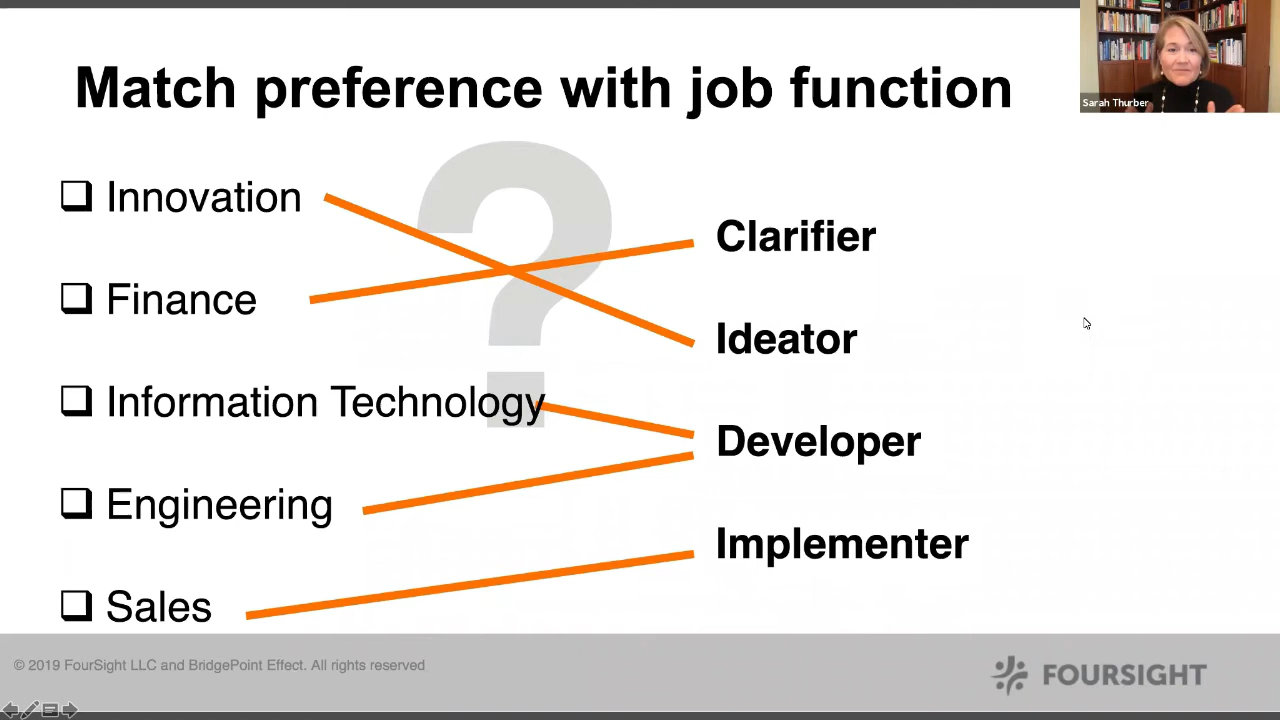 Match preference with job function
Sarah Thurber
Innovation
Finance
Information Technology
Engineering
Sales
Clarifier
Ideator
Developer
Implementer
?
© 2019 FourSight LLC and BridgePoint Effect. All rights reserved
FOURSIGHT